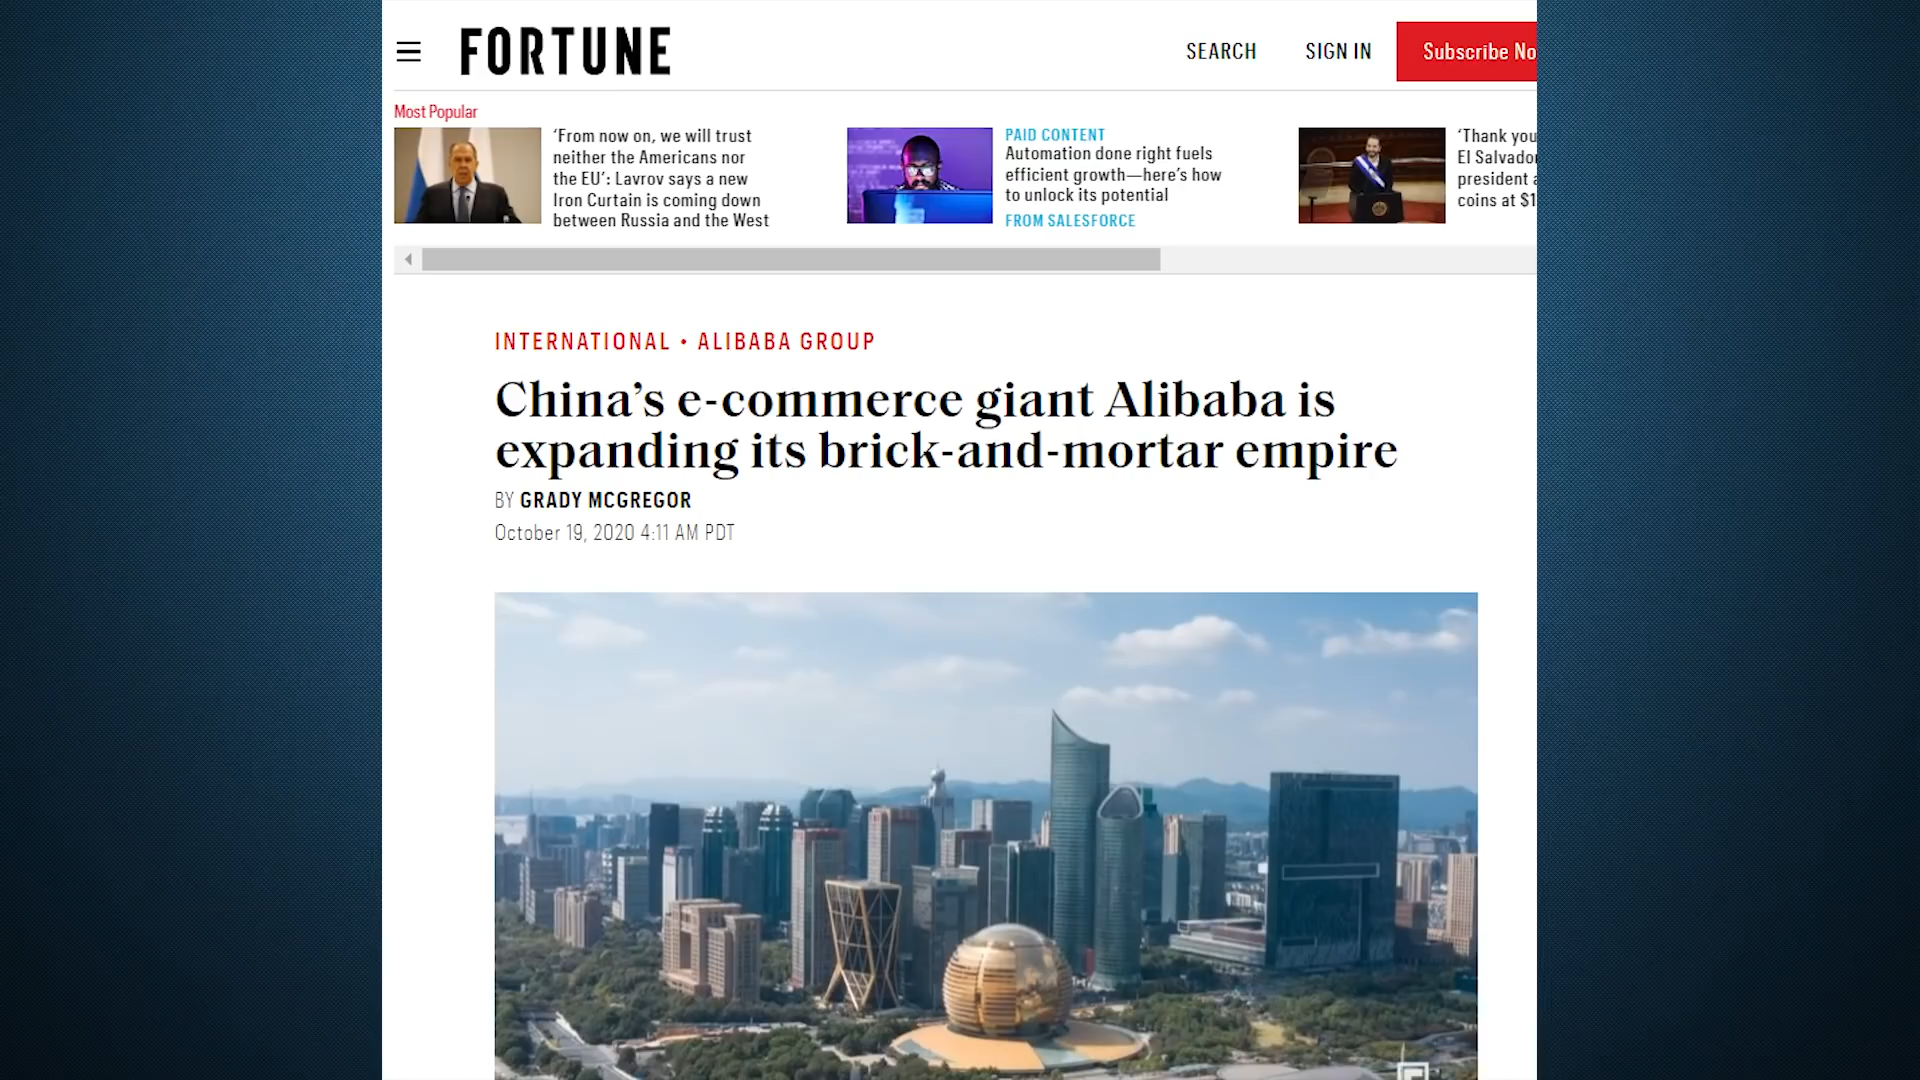 FORTUNE
SEARCH
SIGN IN
Subscribe No
Most Popular
‘From now on, we will trust
neither the Americans nor
the EU’: Lavrov says a new
Iron Curtain is coming down
between Russia and the West
PAID CONTENT
Automation done right fuels
efficient growth—here’s how
to unlock its potential
FROM SALESFORCE
‘Thank you
El Salvador
president a
coins at $1
INTERNATIONAL • ALIBABA GROUP
China’s e-commerce giant Alibaba is
expanding its brick-and-mortar empire
BY GRADY MCGREGOR
October 19, 2020 4:11 AM PDT